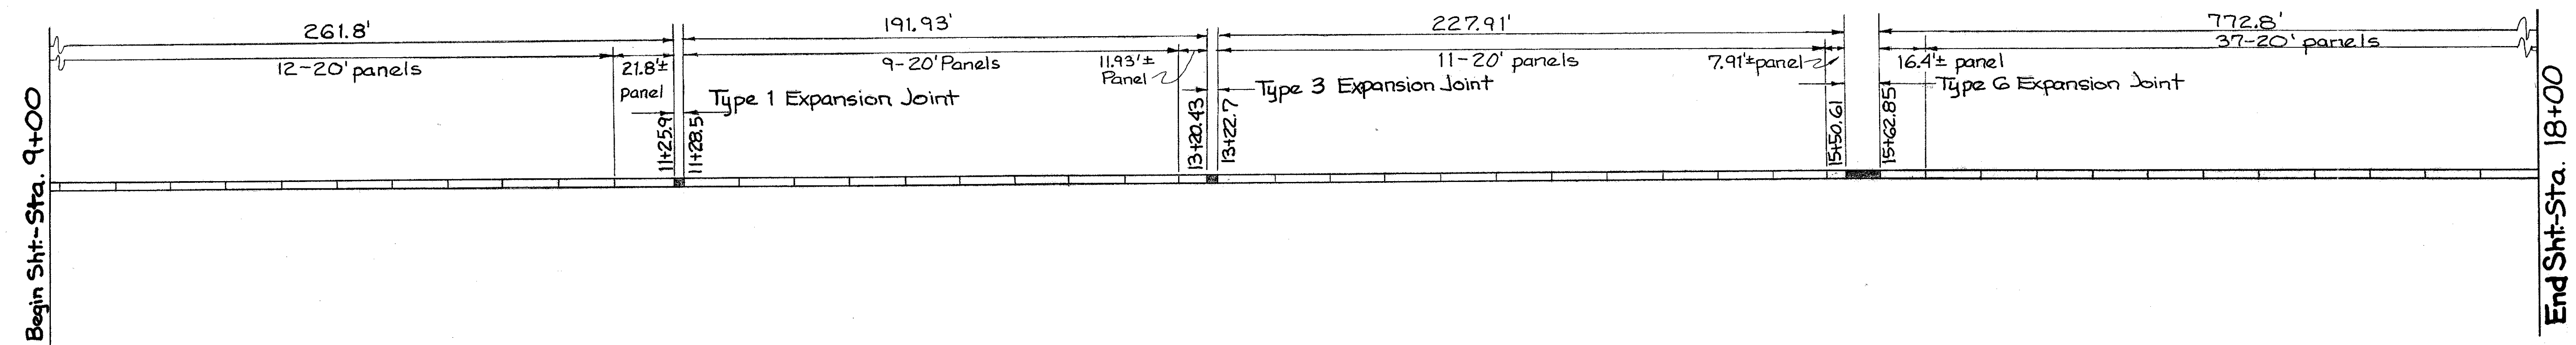 261.8'
191.93'
227.91'
772.8'
12-20' panels
21.8'±
panel
9-20' Panels
11.93'±
Panel
11-20' panels
7.91'± panel
16.4'± panel
37-20' panels
Type 1 Expansion Joint
Type 3 Expansion Joint
Type 6 Expansion Joint
11+25.9
11+28.5
13+20.43
13+22.7
15+50.61
15+62.85
Begin Sht.-Sta. 9+00
End Sht.-Sta. 18+00